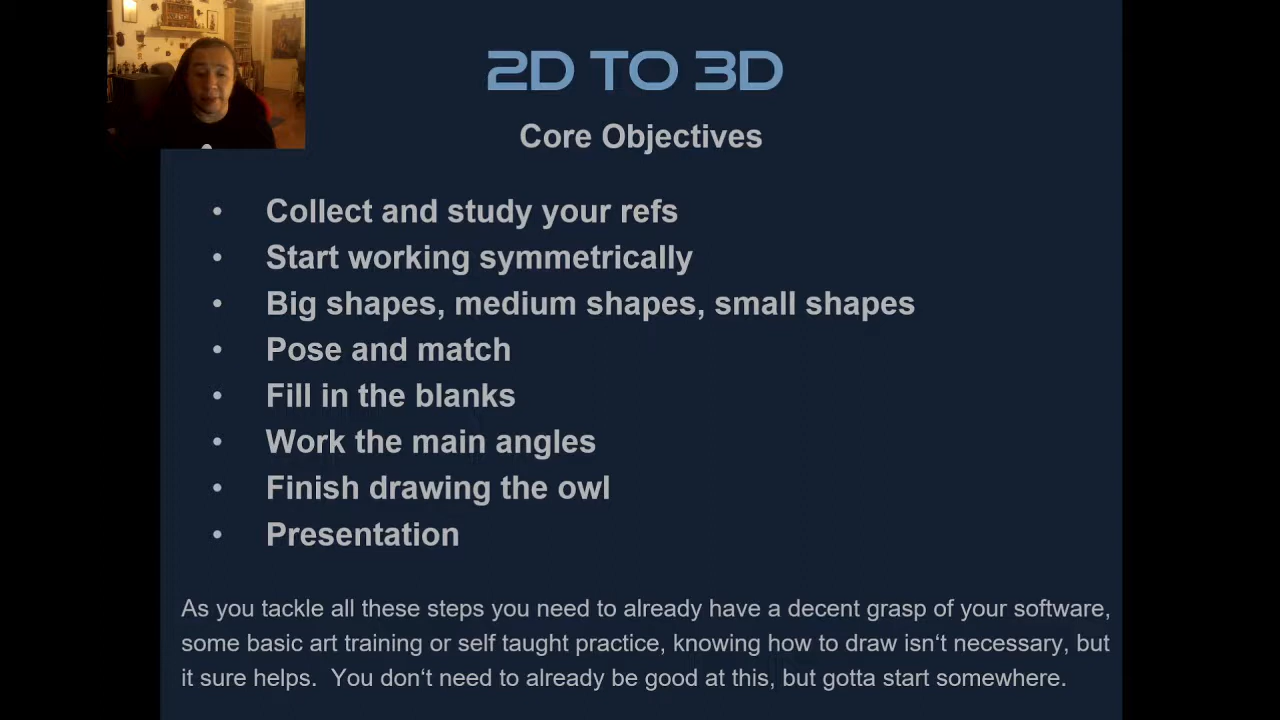 2D TO 3D
Core Objectives
• Collect and study your refs
• Start working symmetrically
• Big shapes, medium shapes, small shapes
• Pose and match
• Fill in the blanks
• Work the main angles
• Finish drawing the owl
• Presentation
As you tackle all these steps you need to already have a decent grasp of your software,
some basic art training or self taught practice, knowing how to draw isn‘t necessary, but
it sure helps.  You don‘t need to already be good at this, but gotta start somewhere.